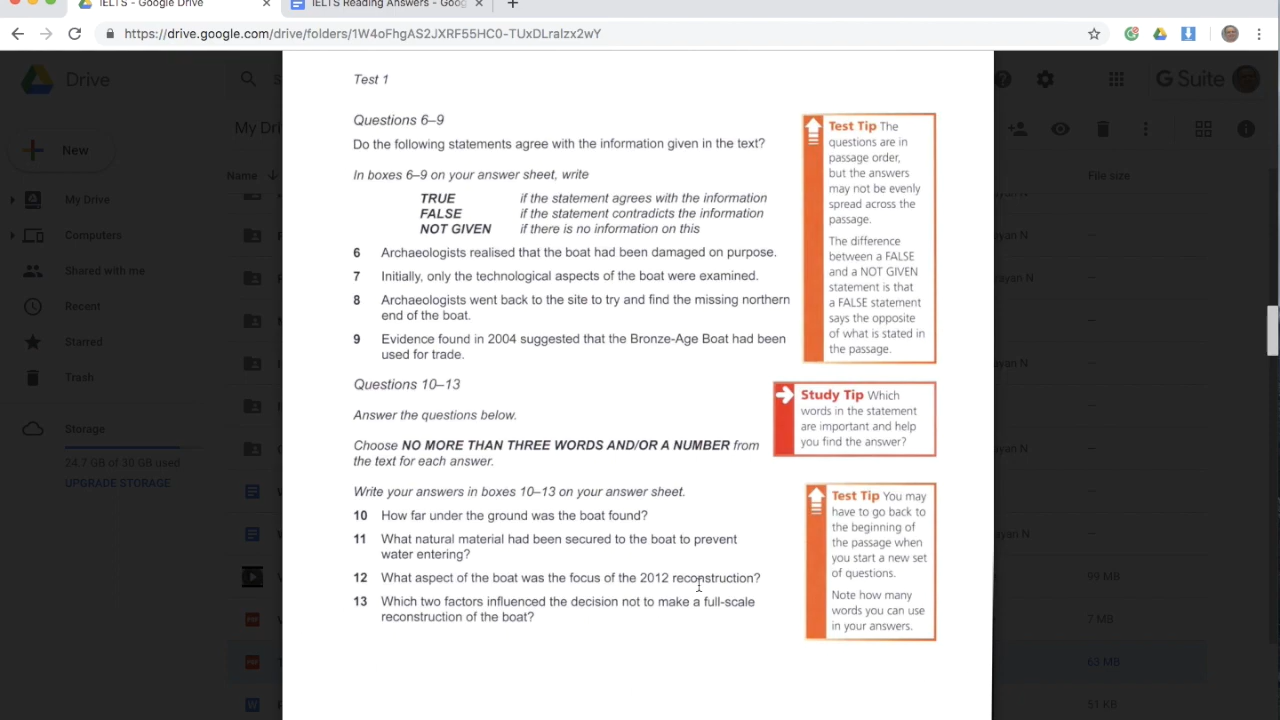 IELTS - Google Drive × IELTS Reading Answers - Goog × +
https://drive.google.com/drive/folders/1W4oFhgAS2JXRF55HC0-TUxDLralzx2wY
Drive
G Suite
My Dri
New
Name
File size
My Drive
Computers
Shared with me
Recent
Starred
Trash
Storage
24.7 GB of 30 GB used
UPGRADE STORAGE
Test 1
Questions 6–9
Do the following statements agree with the information given in the text?
In boxes 6–9 on your answer sheet, write
TRUE if the statement agrees with the information
FALSE if the statement contradicts the information
NOT GIVEN if there is no information on this
6 Archaeologists realised that the boat had been damaged on purpose.
7 Initially, only the technological aspects of the boat were examined.
8 Archaeologists went back to the site to try and find the missing northern
end of the boat.
9 Evidence found in 2004 suggested that the Bronze-Age Boat had been
used for trade.
Questions 10–13
Answer the questions below.
Choose NO MORE THAN THREE WORDS AND/OR A NUMBER from
the text for each answer.
Write your answers in boxes 10–13 on your answer sheet.
10 How far under the ground was the boat found?
11 What natural material had been secured to the boat to prevent
water entering?
12 What aspect of the boat was the focus of the 2012 reconstruction?
13 Which two factors influenced the decision not to make a full-scale
reconstruction of the boat?
Test Tip The
questions are in
passage order,
but the answers
may not be evenly
spread across the
passage.
The difference
between a FALSE
and a NOT GIVEN
statement is that
a FALSE statement
says the opposite
of what is stated in
the passage.
Study Tip Which
words in the statement
are important and help
you find the answer?
Test Tip You may
have to go back to
the beginning of
the passage when
you start a new set
of questions.
Note how many
words you can use
in your answers.
rayan N
rayan N
rayan N
rayan N
99 MB
7 MB
63 MB
51 KB